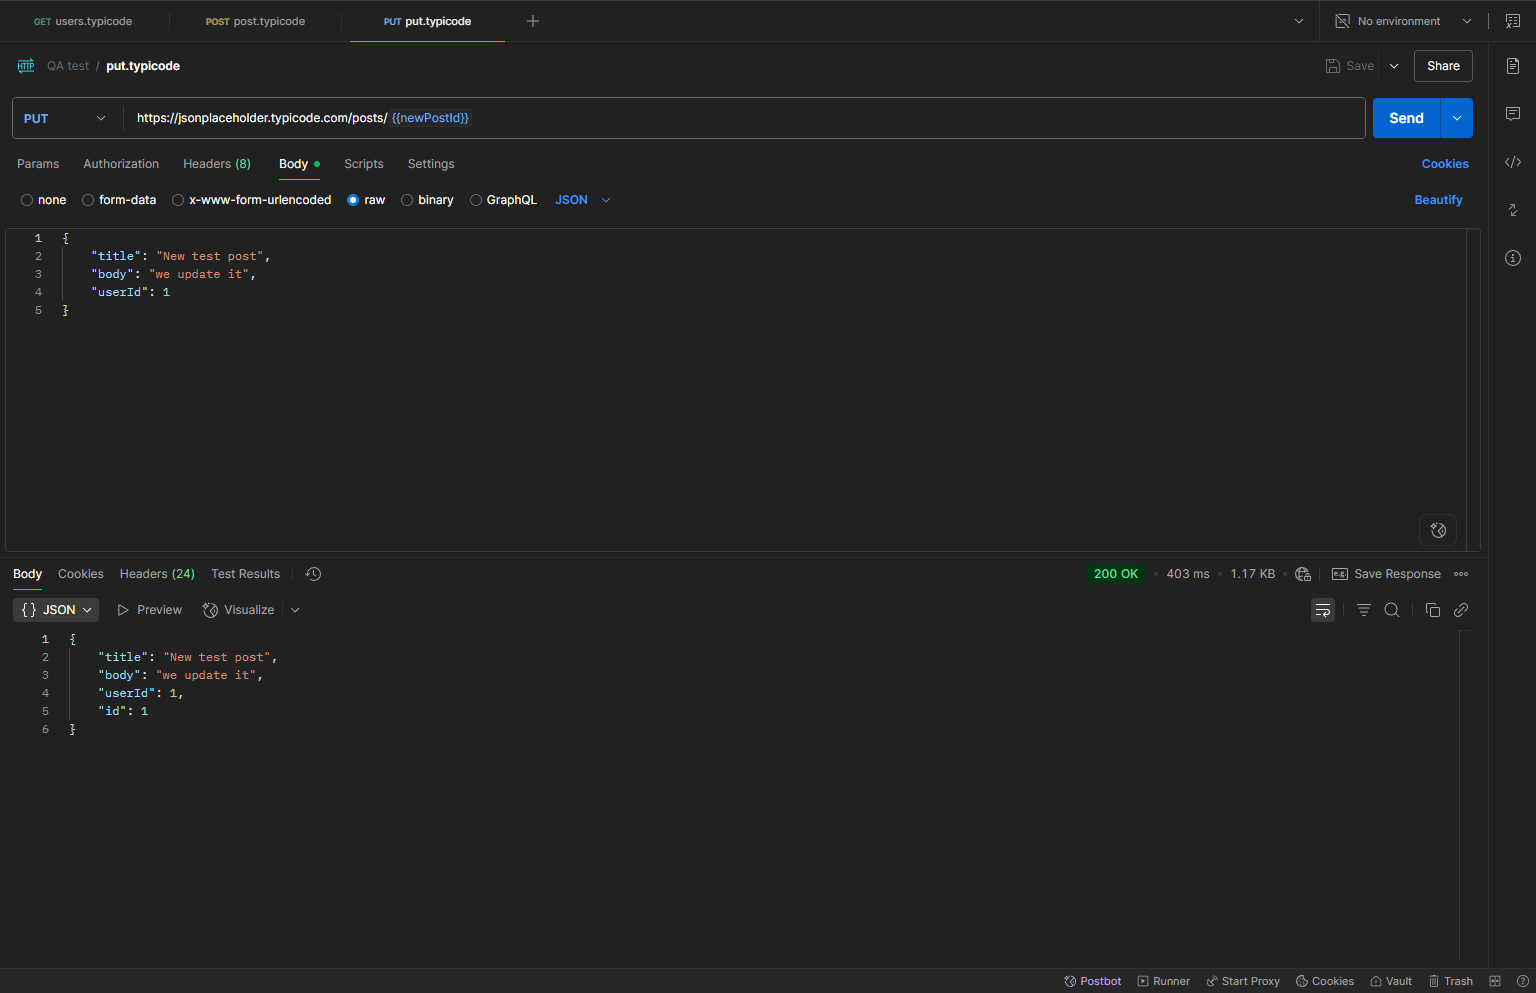 GET users.typicode POST post.typicode PUT put.typicode No environment
HTTP QA test / put.typicode Save Share
PUT https://jsonplaceholder.typicode.com/posts/ {{newPostId}} Send
Params Authorization Headers (8) Body Scripts Settings Cookies
none form-data x-www-form-urlencoded raw binary GraphQL JSON Beautify
1 {
2 "title": "New test post",
3 "body": "we update it",
4 "userId": 1
5 }
Body Cookies Headers (24) Test Results 200 OK 403 ms 1.17 KB e.g. Save Response
{} JSON Preview Visualize
1 {
2 "title": "New test post",
3 "body": "we update it",
4 "userId": 1,
5 "id": 1
6 }
Postbot Runner Start Proxy Cookies Vault Trash